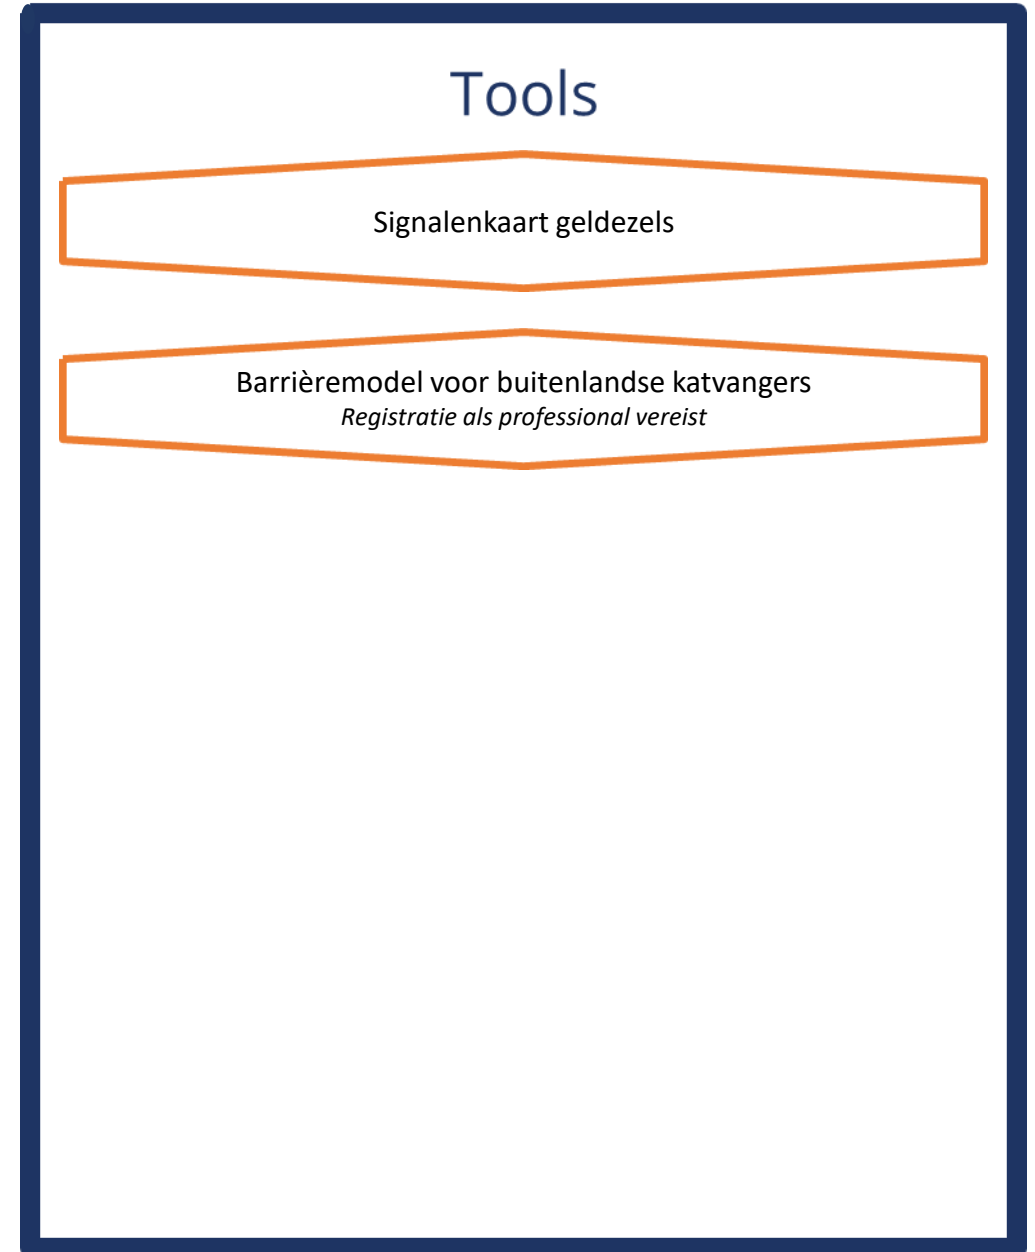 Tools
Signalenkaart geldezels
Barrièremodel voor buitenlandse katvangers
Registratie als professional vereist